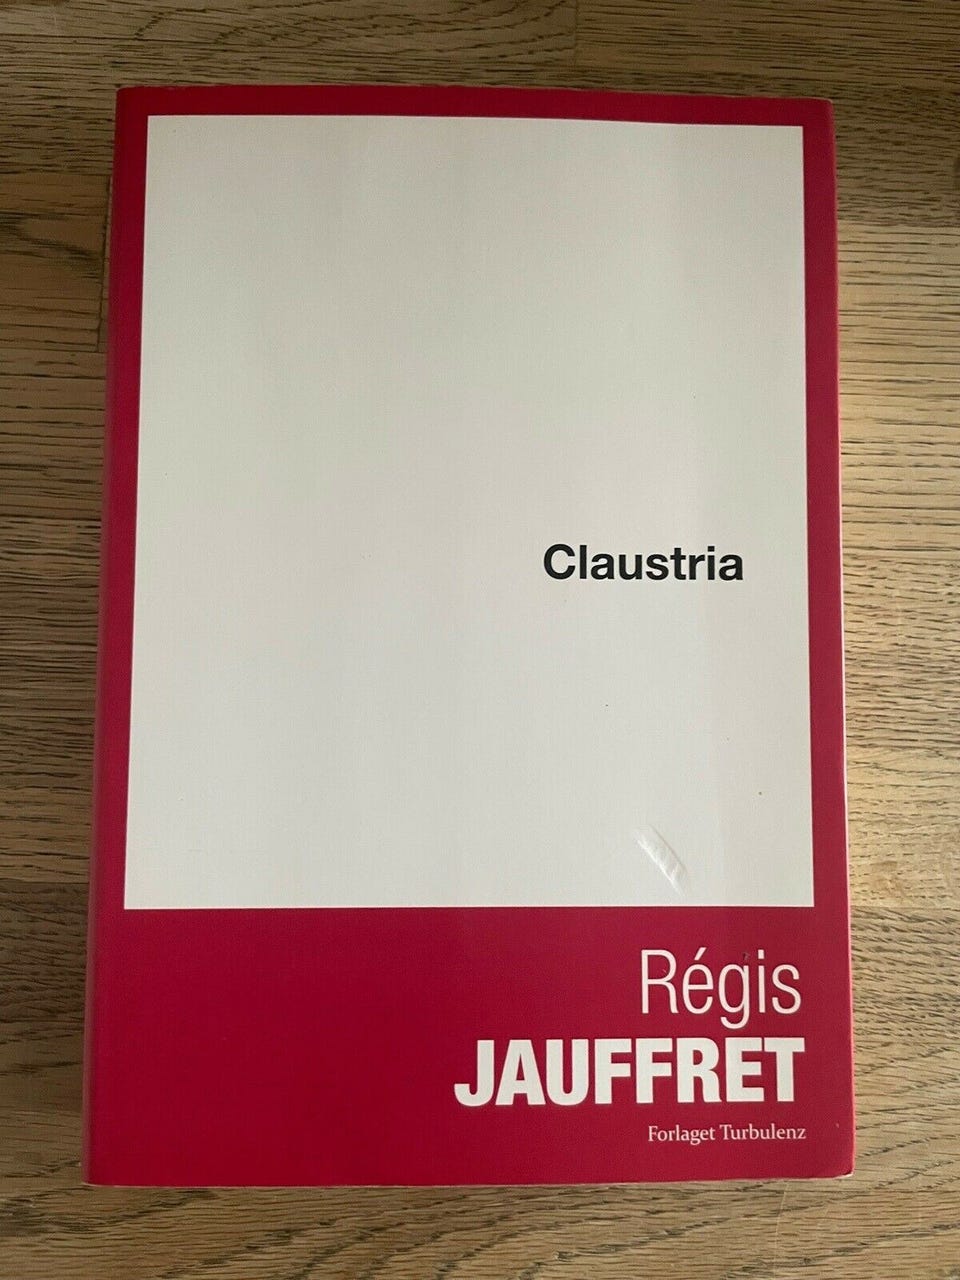 Claustria
Régis
JAUFFRET
Forlaget Turbulenz